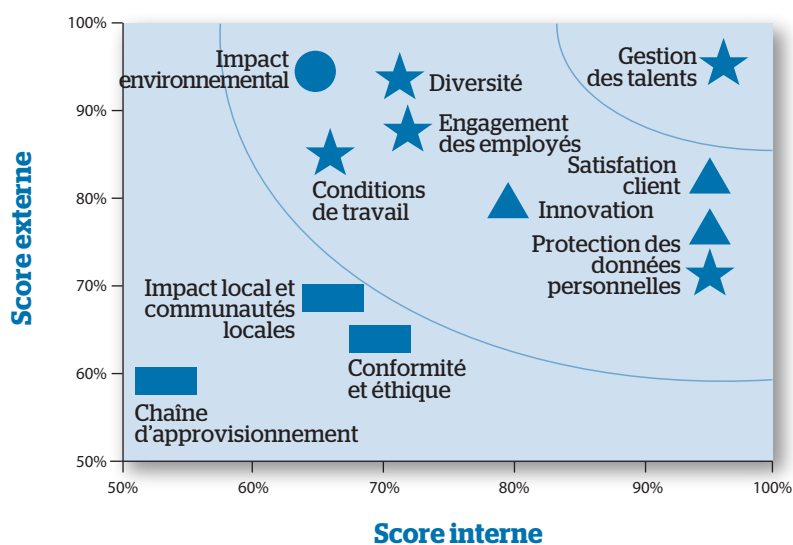 100%
90%
80%
70%
60%
50%
Score externe
Impact
environnemental
Diversité
Gestion
des talents
Engagement
des employés
Conditions
de travail
Satisfation
client
Innovation
Protection des
données
personnelles
Impact local et
communautés
locales
Conformité
et éthique
Chaîne
d'approvisionnement
50%
60%
70%
80%
90%
100%
Score interne